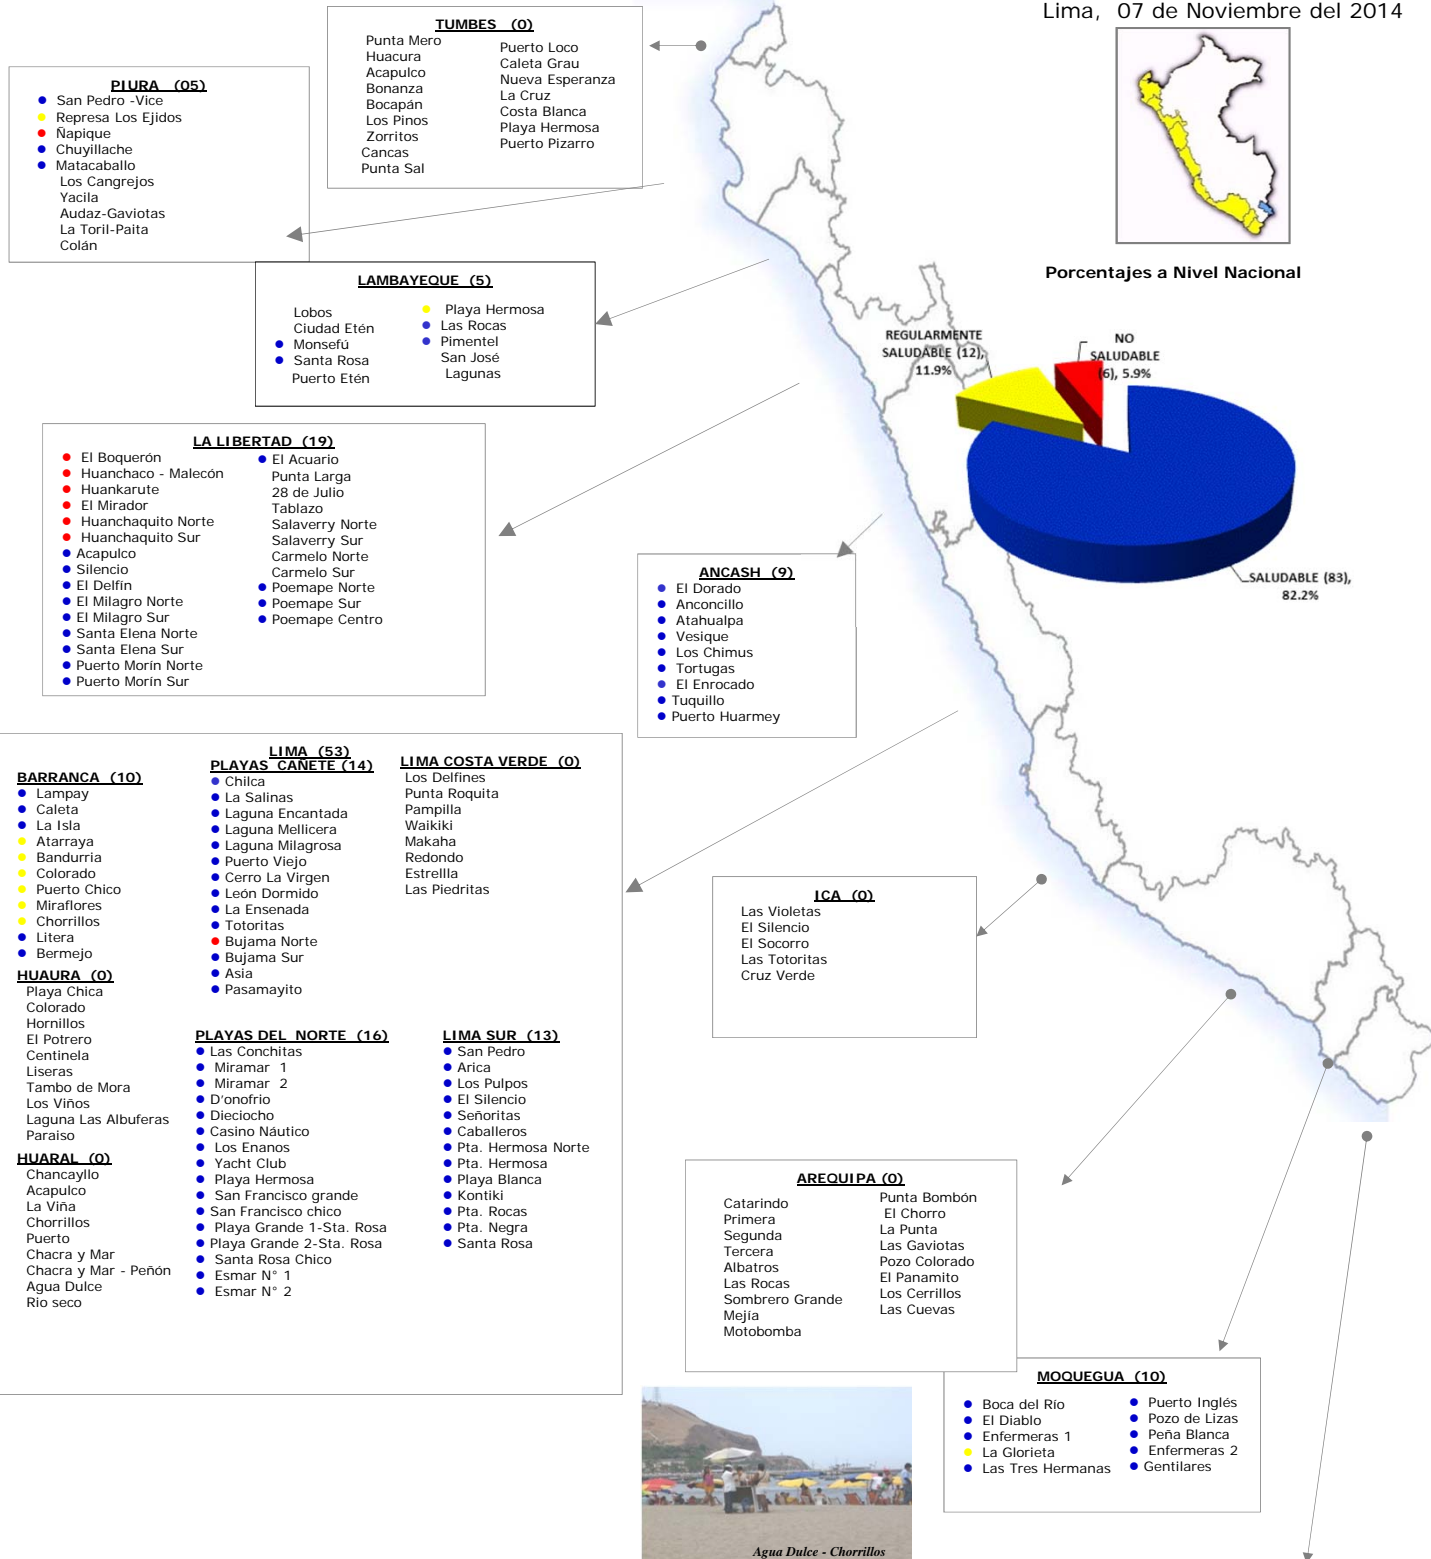 Lima, 07 de Noviembre del 2014
TUMBES (0)
Punta Mero
Huacura
Acapulco
Bonanza
Bocapán
Los Pinos
Zorritos
Cancas
Punta Sal
Puerto Loco
Caleta Grau
Nueva Esperanza
La Cruz
Costa Blanca
Playa Hermosa
Puerto Pizarro
PIURA (05)
San Pedro -Vice
Represa Los Ejidos
Ñapique
Chuyillache
Matacaballo
Los Cangrejos
Yacila
Audaz-Gaviotas
La Toril-Paita
Colán
LAMBAYEQUE (5)
Lobos
Ciudad Etén
Monsefú
Santa Rosa
Puerto Etén
Playa Hermosa
Las Rocas
Pimentel
San José
Lagunas
Porcentajes a Nivel Nacional
REGULARMENTE
SALUDABLE (12),
11.9%
NO
SALUDABLE
(6), 5.9%
SALUDABLE (83),
82.2%
LA LIBERTAD (19)
El Boquerón
Huanchaco - Malecón
Huankarute
El Mirador
Huanchaquito Norte
Huanchaquito Sur
Acapulco
Silencio
El Delfín
El Milagro Norte
El Milagro Sur
Santa Elena Norte
Santa Elena Sur
Puerto Morín Norte
Puerto Morín Sur
El Acuario
Punta Larga
28 de Julio
Tablazo
Salaverry Norte
Salaverry Sur
Carmelo Norte
Carmelo Sur
Poemape Norte
Poemape Sur
Poemape Centro
ANCASH (9)
El Dorado
Anconcillo
Atahualpa
Vesique
Los Chimus
Tortugas
El Enrocado
Tuquillo
Puerto Huarmey
LIMA (53)
BARRANCA (10)
Lampay
Caleta
La Isla
Atarraya
Bandurria
Colorado
Puerto Chico
Miraflores
Chorrillos
Litera
Bermejo
HUAURA (0)
Playa Chica
Colorado
Hornillos
El Potrero
Centinela
Liseras
Tambo de Mora
Los Viños
Laguna Las Albuferas
Paraiso
HUARAL (0)
Chancayllo
Acapulco
La Viña
Chorrillos
Puerto
Chacra y Mar
Chacra y Mar - Peñón
Agua Dulce
Rio seco
PLAYAS CAÑETE (14)
Chilca
La Salinas
Laguna Encantada
Laguna Mellicera
Laguna Milagrosa
Puerto Viejo
Cerro La Virgen
León Dormido
La Ensenada
Totoritas
Bujama Norte
Bujama Sur
Asia
Pasamayito
LIMA COSTA VERDE (0)
Los Delfines
Punta Roquita
Pampilla
Waikiki
Makaha
Redondo
Estrellla
Las Piedritas
PLAYAS DEL NORTE (16)
Las Conchitas
Miramar 1
Miramar 2
D'onofrio
Dieciocho
Casino Náutico
Los Enanos
Yacht Club
Playa Hermosa
San Francisco grande
San Francisco chico
Playa Grande 1-Sta. Rosa
Playa Grande 2-Sta. Rosa
Santa Rosa Chico
Esmar N° 1
Esmar N° 2
LIMA SUR (13)
San Pedro
Arica
Los Pulpos
El Silencio
Señoritas
Caballeros
Pta. Hermosa Norte
Pta. Hermosa
Playa Blanca
Kontiki
Pta. Rocas
Pta. Negra
Santa Rosa
ICA (0)
Las Violetas
El Silencio
El Socorro
Las Totoritas
Cruz Verde
AREQUIPA (0)
Catarindo
Primera
Segunda
Tercera
Albatros
Las Rocas
Sombrero Grande
Mejía
Motobomba
Punta Bombón
El Chorro
La Punta
Las Gaviotas
Pozo Colorado
El Panamito
Los Cerrillos
Las Cuevas
MOQUEGUA (10)
Boca del Río
El Diablo
Enfermeras 1
La Glorieta
Las Tres Hermanas
Puerto Inglés
Pozo de Lizas
Peña Blanca
Enfermeras 2
Gentilares
Agua Dulce - Chorrillos